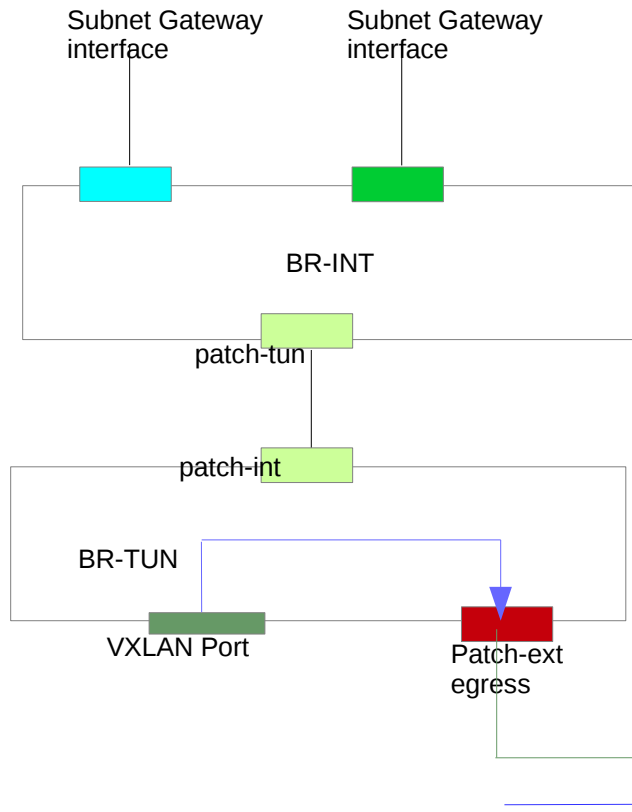 Subnet Gateway
interface
Subnet Gateway
interface
BR-INT
patch-tun
patch-int
BR-TUN
VXLAN Port
Patch-ext
egress